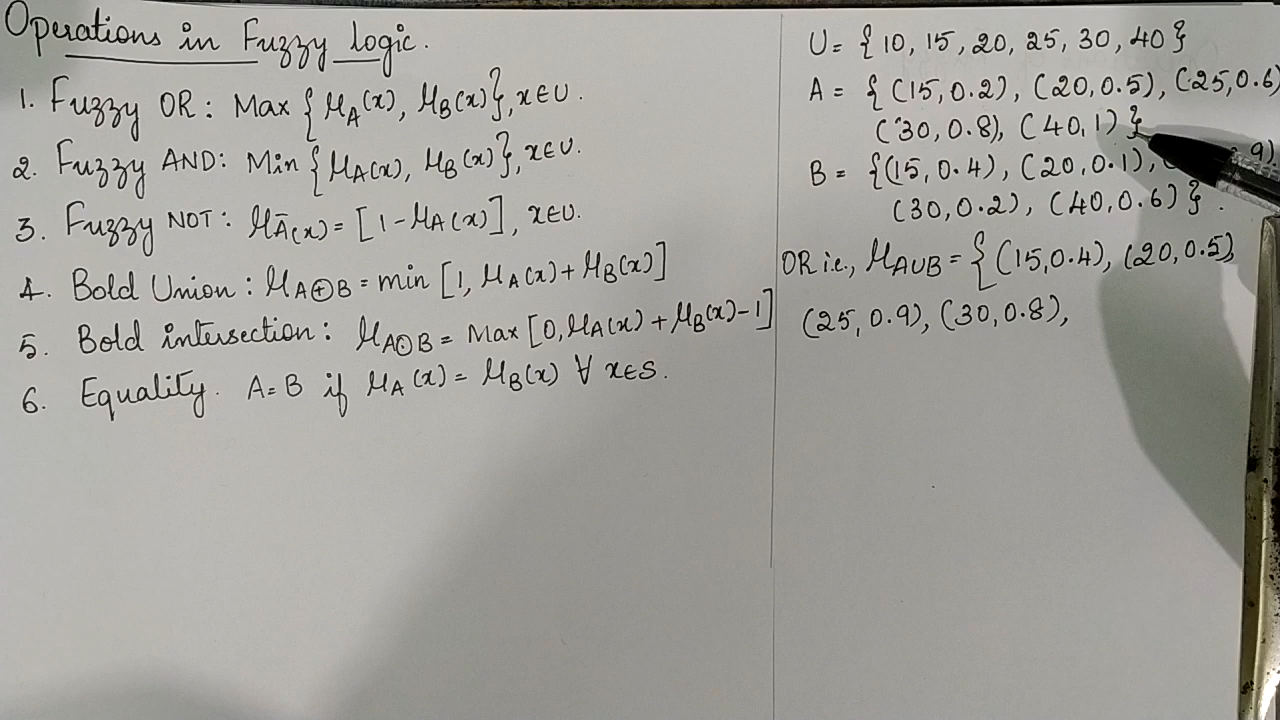 Operations in Fuzzy logic.
1. Fuzzy OR: Max {μA(x), μB(x)}, x∈U.
2. Fuzzy AND: Min {μA(x), μB(x)}, x∈U.
3. Fuzzy NOT: μĀ(x) = [1-μA(x)], x∈U.
4. Bold Union: μA⊕B = min [1, μA(x) + μB(x)]
5. Bold intersection: μA⊙B = Max [0, μA(x) + μB(x)-1]
6. Equality. A=B if μA(x) = μB(x) ∀ x∈S.
U = {10, 15, 20, 25, 30, 40}
A = {(15, 0.2), (20, 0.5), (25, 0.6)
(30, 0.8), (40, 1)}
B = {(15, 0.4), (20, 0.1), 9)
(30, 0.2), (40, 0.6)}.
OR i.e., μAUB = {(15, 0.4), (20, 0.5),
(25, 0.9), (30, 0.8),